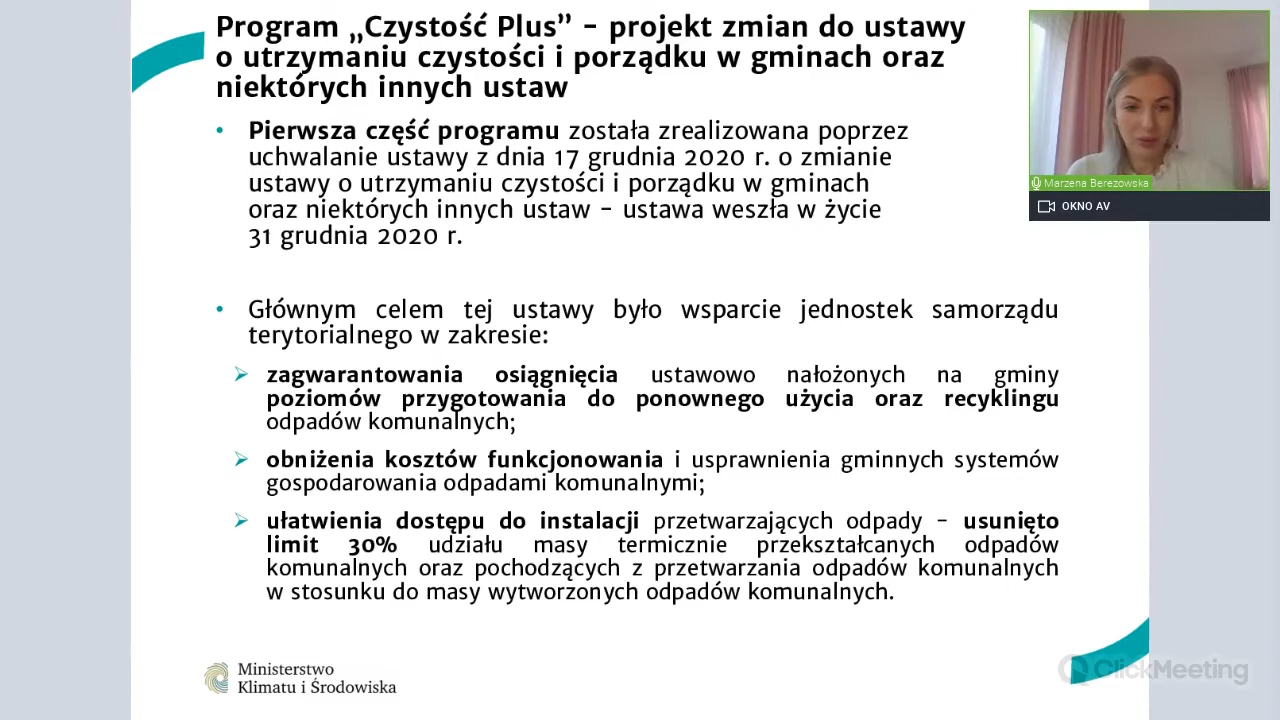 Program „Czystość Plus” - projekt zmian do ustawy
o utrzymaniu czystości i porządku w gminach oraz
niektórych innych ustaw
• Pierwsza część programu została zrealizowana poprzez
uchwalanie ustawy z dnia 17 grudnia 2020 r. o zmianie
ustawy o utrzymaniu czystości i porządku w gminach
oraz niektórych innych ustaw - ustawa weszła w życie
31 grudnia 2020 r.
• Głównym celem tej ustawy było wsparcie jednostek samorządu
terytorialnego w zakresie:
➢ zagwarantowania osiągnięcia ustawowo nałożonych na gminy
poziomów przygotowania do ponownego użycia oraz recyklingu
odpadów komunalnych;
➢ obniżenia kosztów funkcjonowania i usprawnienia gminnych systemów
gospodarowania odpadami komunalnymi;
➢ ułatwienia dostępu do instalacji przetwarzających odpady - usunięto
limit 30% udziału masy termicznie przekształcanych odpadów
komunalnych oraz pochodzących z przetwarzania odpadów komunalnych
w stosunku do masy wytworzonych odpadów komunalnych.
Marzena Berezowska
OKNO AV
Ministerstwo
Klimatu i Środowiska
ClickMeeting